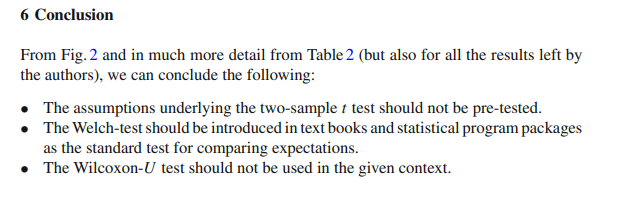 6 Conclusion
From Fig. 2 and in much more detail from Table 2 (but also for all the results left by
the authors), we can conclude the following:
• The assumptions underlying the two-sample t test should not be pre-tested.
• The Welch-test should be introduced in text books and statistical program packages
as the standard test for comparing expectations.
• The Wilcoxon-U test should not be used in the given context.